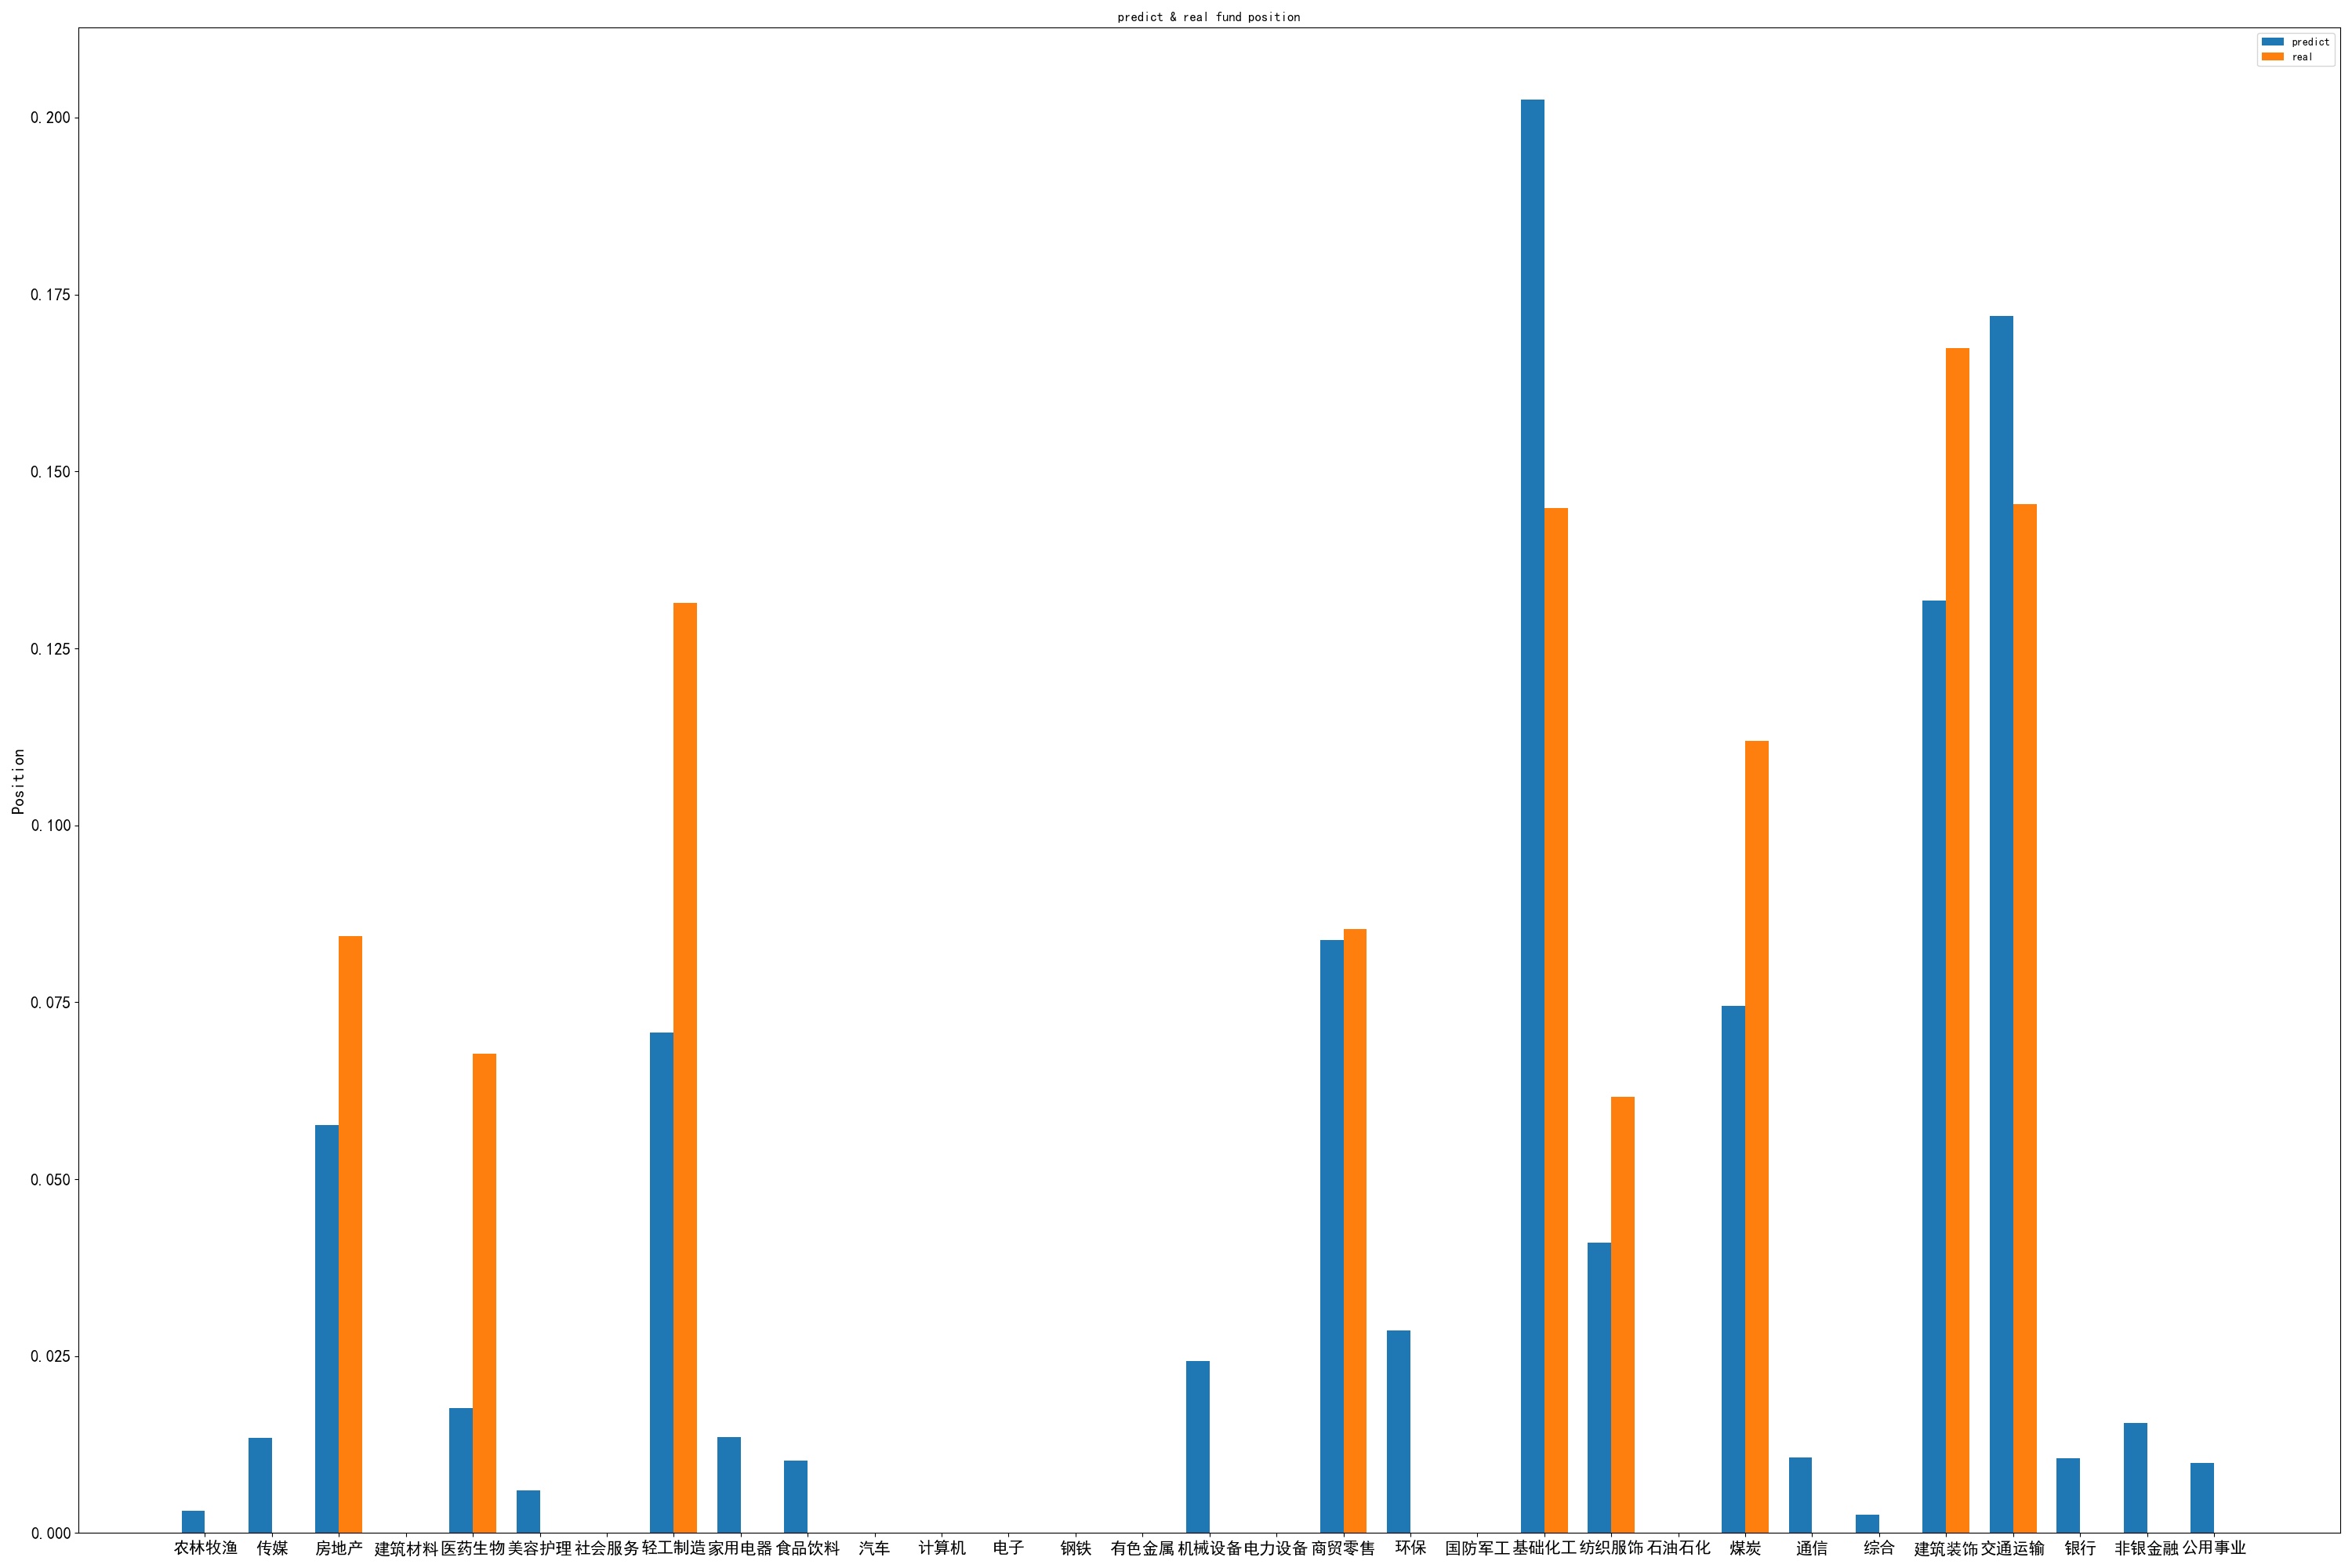 predict & real fund position
predict
real
0.200
0.175
0.150
0.125
0.100
0.075
0.050
0.025
0.000
Position
农林牧渔 传媒 房地产 建筑材料 医药生物 美容护理 社会服务 轻工制造 家用电器 食品饮料 汽车 计算机 电子 钢铁 有色金属 机械设备 电力设备 商贸零售 环保 国防军工 基础化工 纺织服饰 石油石化 煤炭 通信 综合 建筑装饰 交通运输 银行 非银金融 公用事业